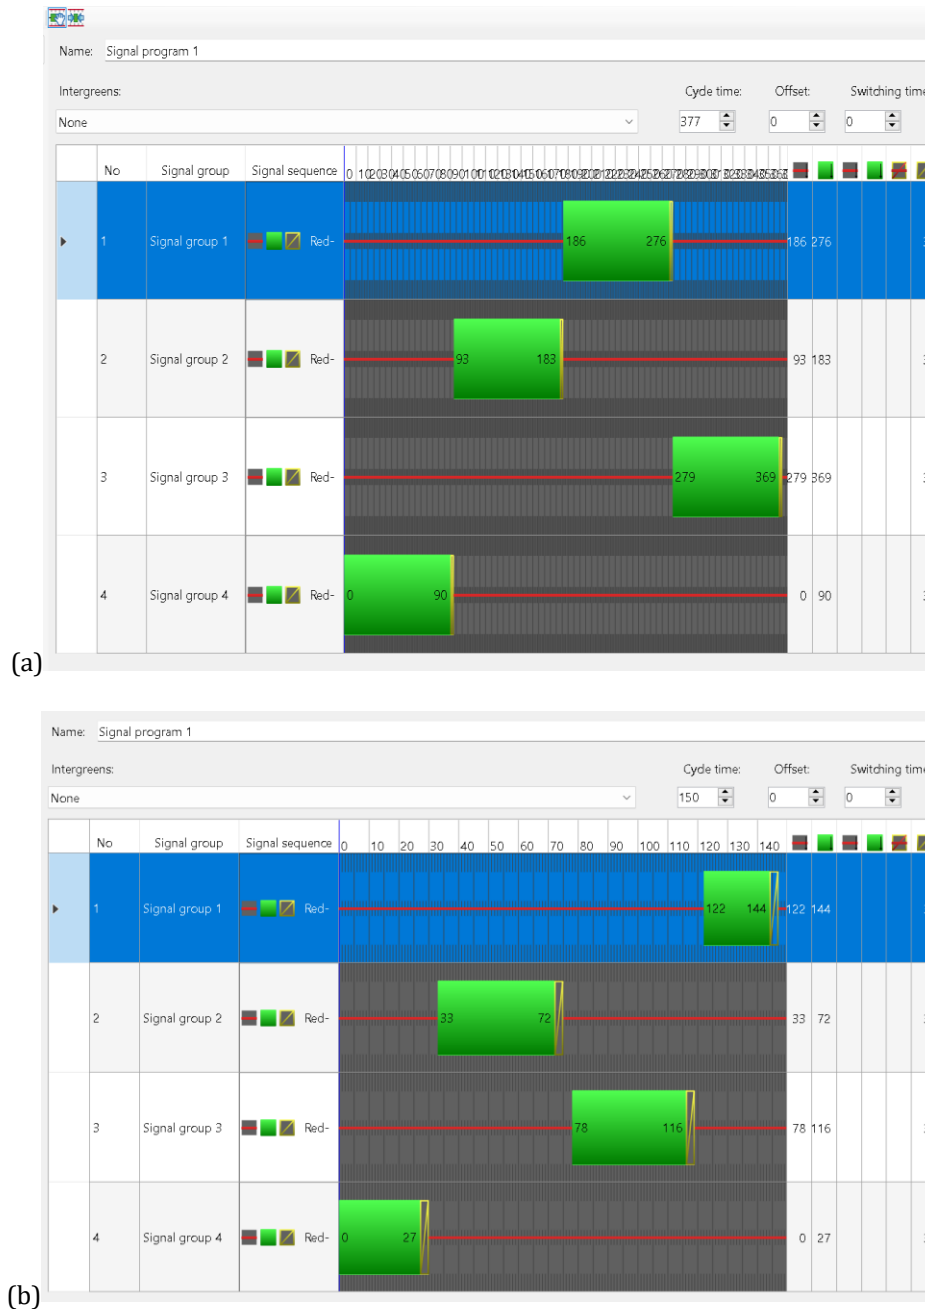 Name: Signal program 1
Intergreens: Cycle time: Offset: Switching time
None 377 0 0
No Signal group Signal sequence 0
1 Signal group 1 Red- 186 276 186 276
2 Signal group 2 Red- 93 183 93 183
3 Signal group 3 Red- 279 369 279 369
4 Signal group 4 Red- 0 90 0 90
(a)
Name: Signal program 1
Intergreens: Cycle time: Offset: Switching time
None 150 0 0
No Signal group Signal sequence 0 10 20 30 40 50 60 70 80 90 100 110 120 130 140
1 Signal group 1 Red- 122 144 122 144
2 Signal group 2 Red- 33 72 33 72
3 Signal group 3 Red- 78 116 78 116
4 Signal group 4 Red- 0 27 0 27
(b)